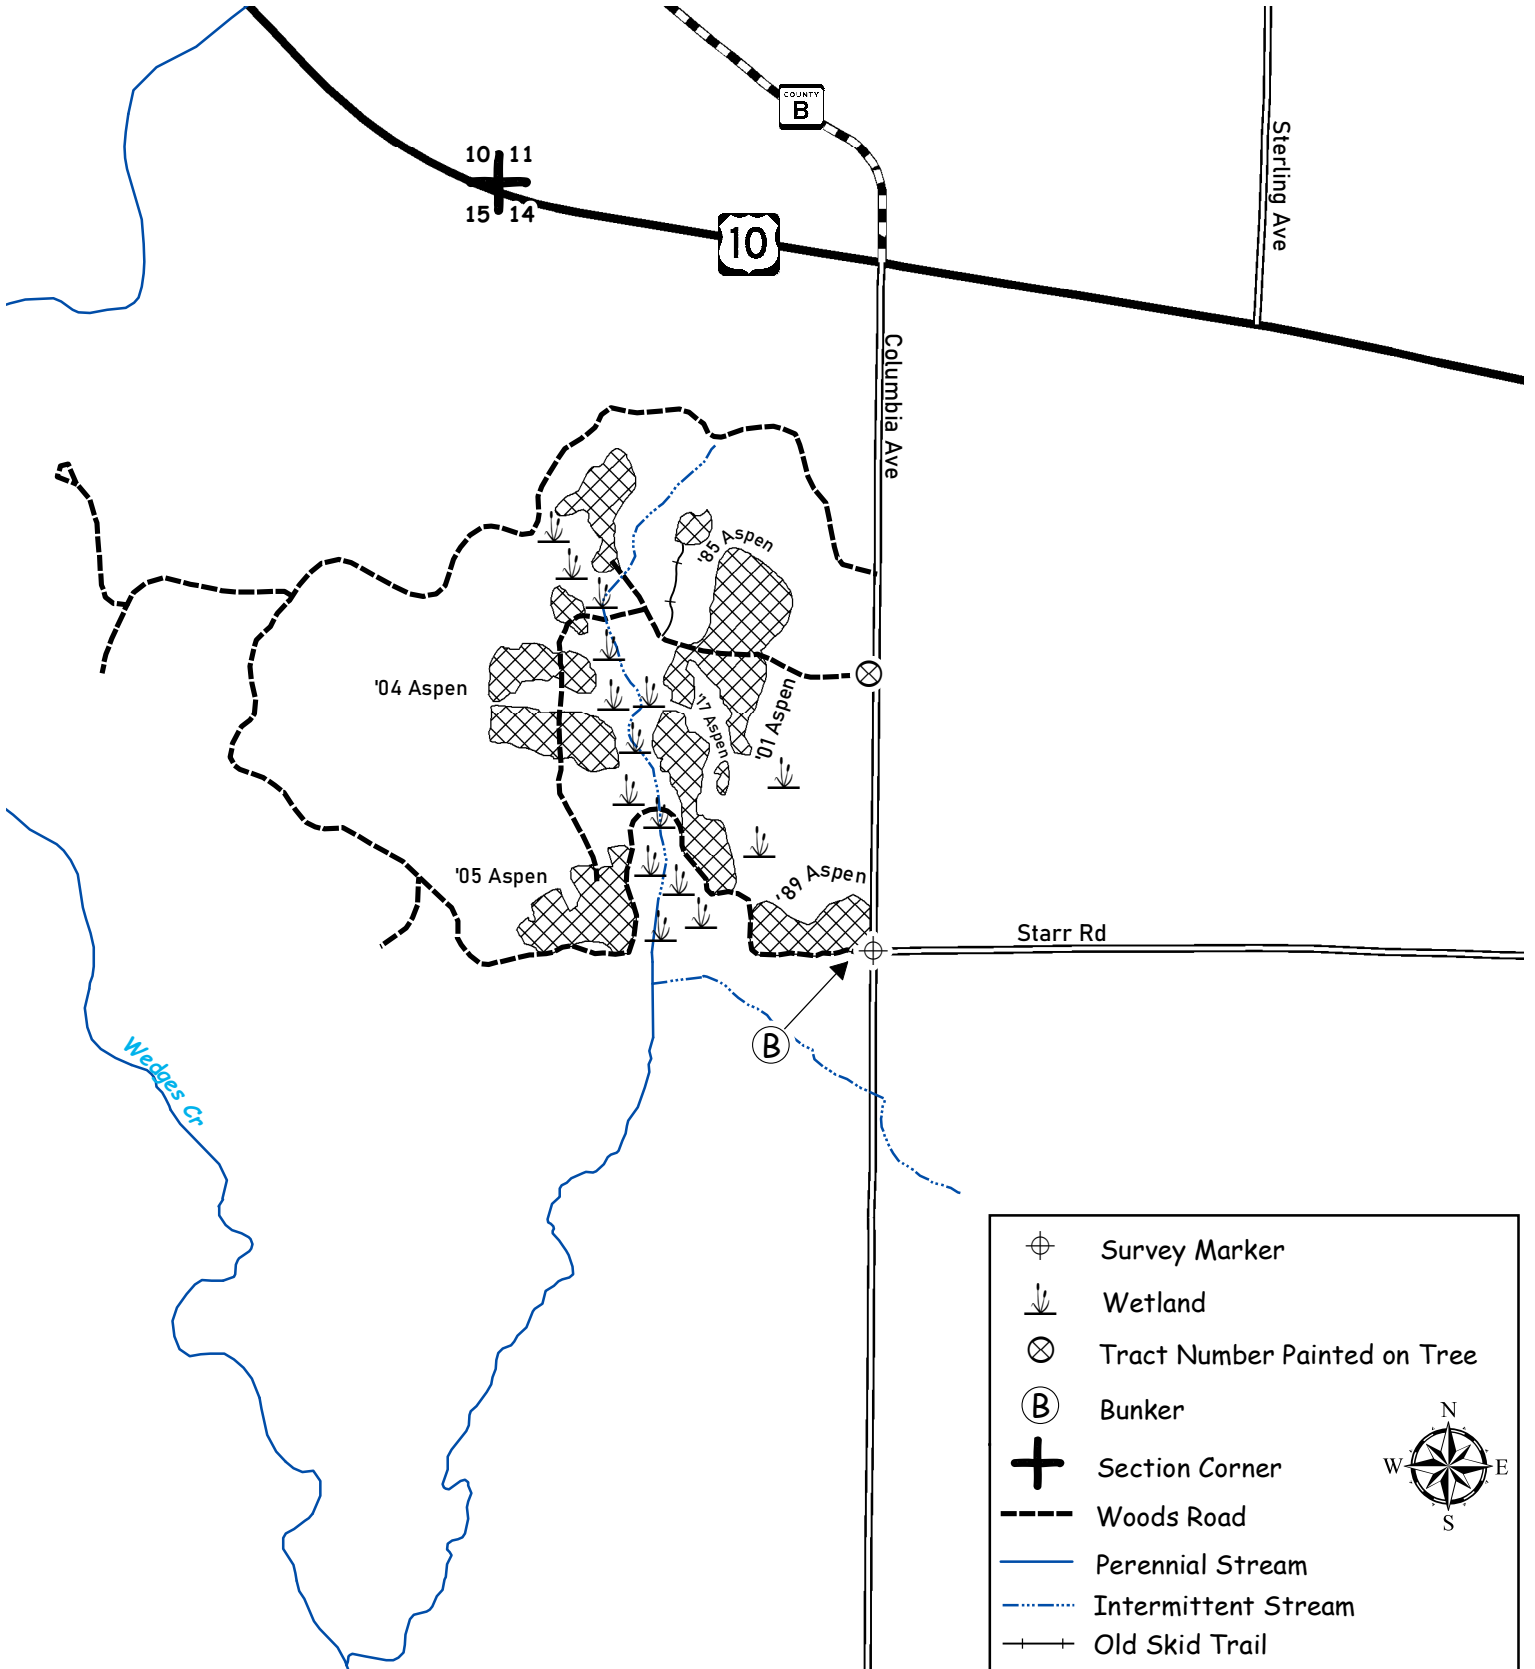 COUNTY
B
10 11
15 14
10
Sterling Ave
Columbia Ave
'85 Aspen
'04 Aspen
'17 Aspen
'01 Aspen
'05 Aspen
'89 Aspen
Starr Rd
B
Wedges Cr
Survey Marker
Wetland
Tract Number Painted on Tree
B Bunker
Section Corner
Woods Road
Perennial Stream
Intermittent Stream
Old Skid Trail
N
W E
S